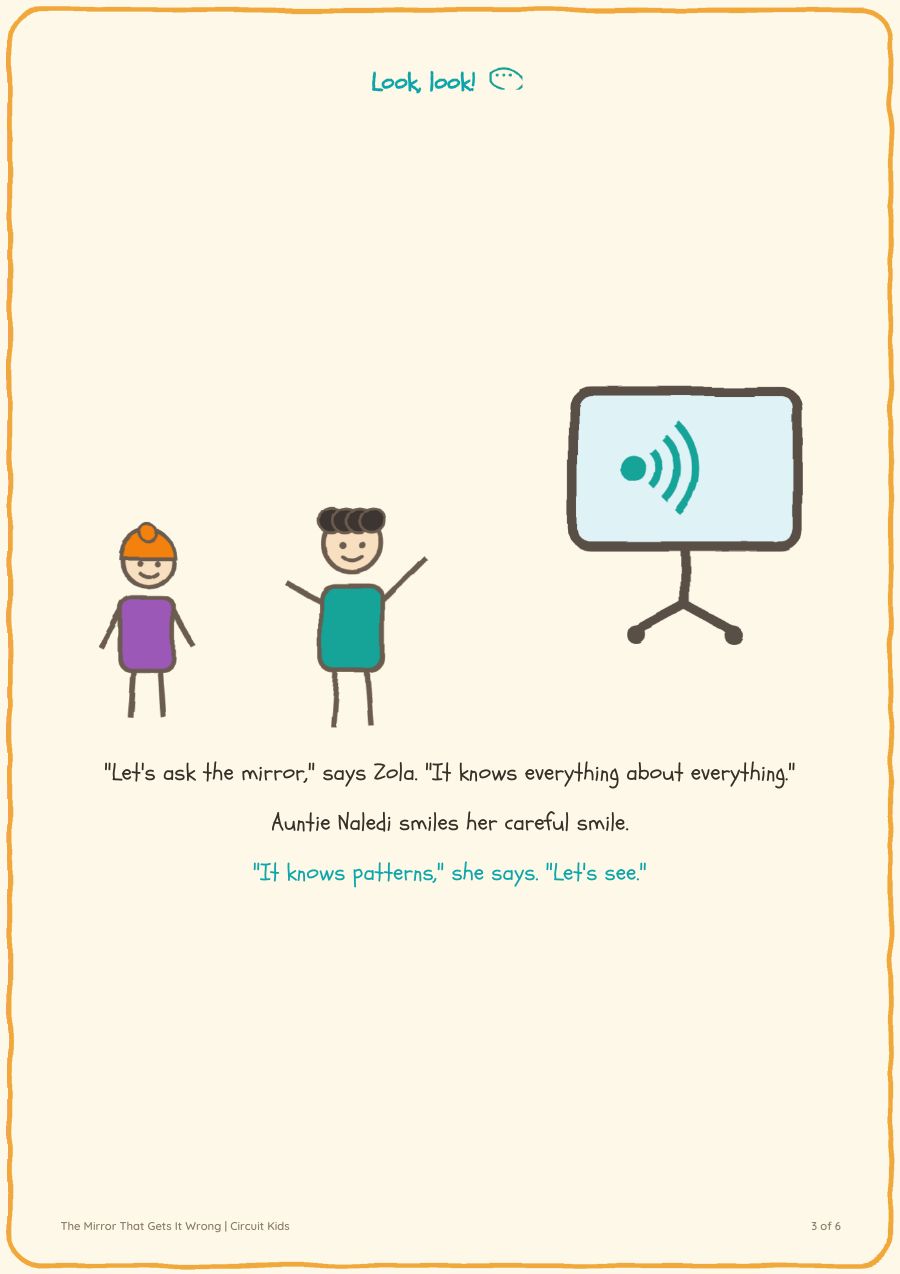 Look, look!
"Let's ask the mirror," says Zola. "It knows everything about everything."
Auntie Naledi smiles her careful smile.
"It knows patterns," she says. "Let's see."
The Mirror That Gets It Wrong | Circuit Kids
3 of 6